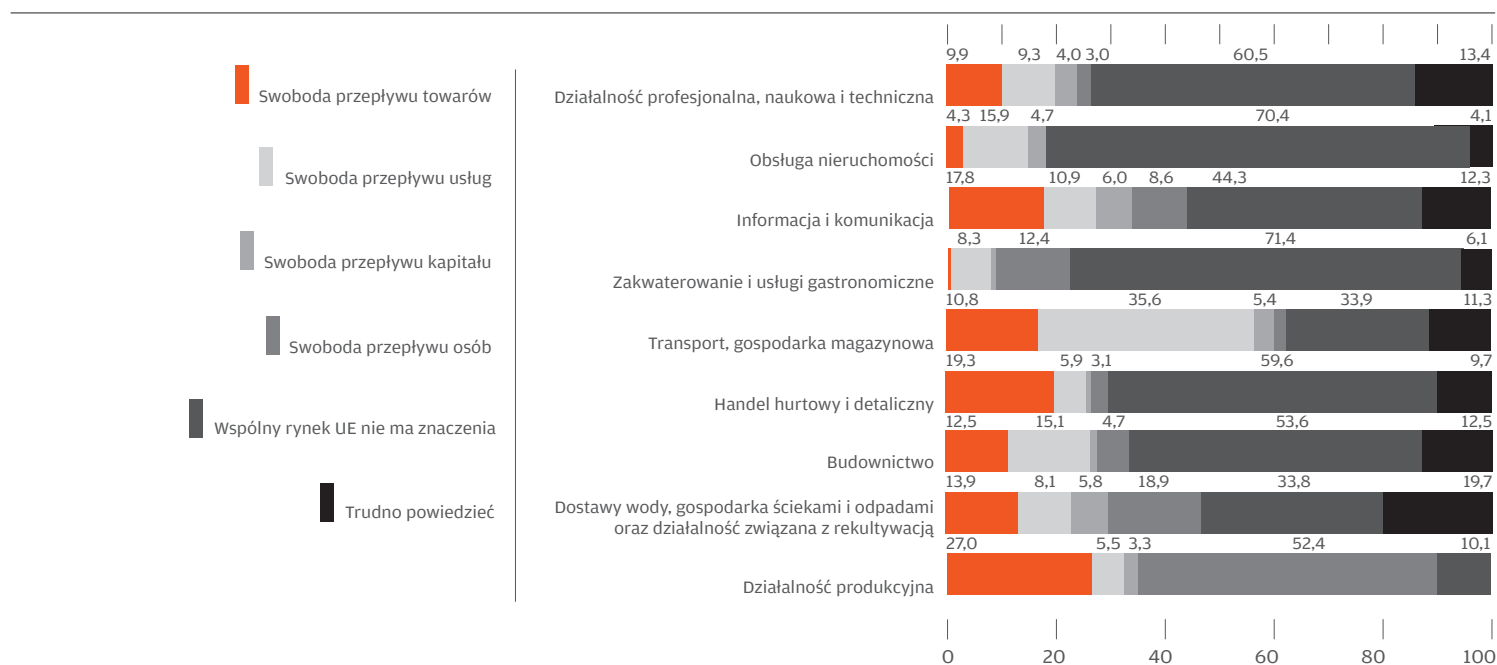 Swoboda przepływu towarów
Swoboda przepływu usług
Swoboda przepływu kapitału
Swoboda przepływu osób
Wspólny rynek UE nie ma znaczenia
Trudno powiedzieć
9,9 9,3 4,0 3,0 60,5 13,4
Działalność profesjonalna, naukowa i techniczna
4,3 15,9 4,7 70,4 4,1
Obsługa nieruchomości
17,8 10,9 6,0 8,6 44,3 12,3
Informacja i komunikacja
8,3 12,4 71,4 6,1
Zakwaterowanie i usługi gastronomiczne
10,8 35,6 5,4 33,9 11,3
Transport, gospodarka magazynowa
19,3 5,9 3,1 59,6 9,7
Handel hurtowy i detaliczny
12,5 15,1 4,7 53,6 12,5
Budownictwo
13,9 8,1 5,8 18,9 33,8 19,7
Dostawy wody, gospodarka ściekami i odpadami
oraz działalność związana z rekultywacją
27,0 5,5 3,3 52,4 10,1
Działalność produkcyjna
0 20 40 60 80 100